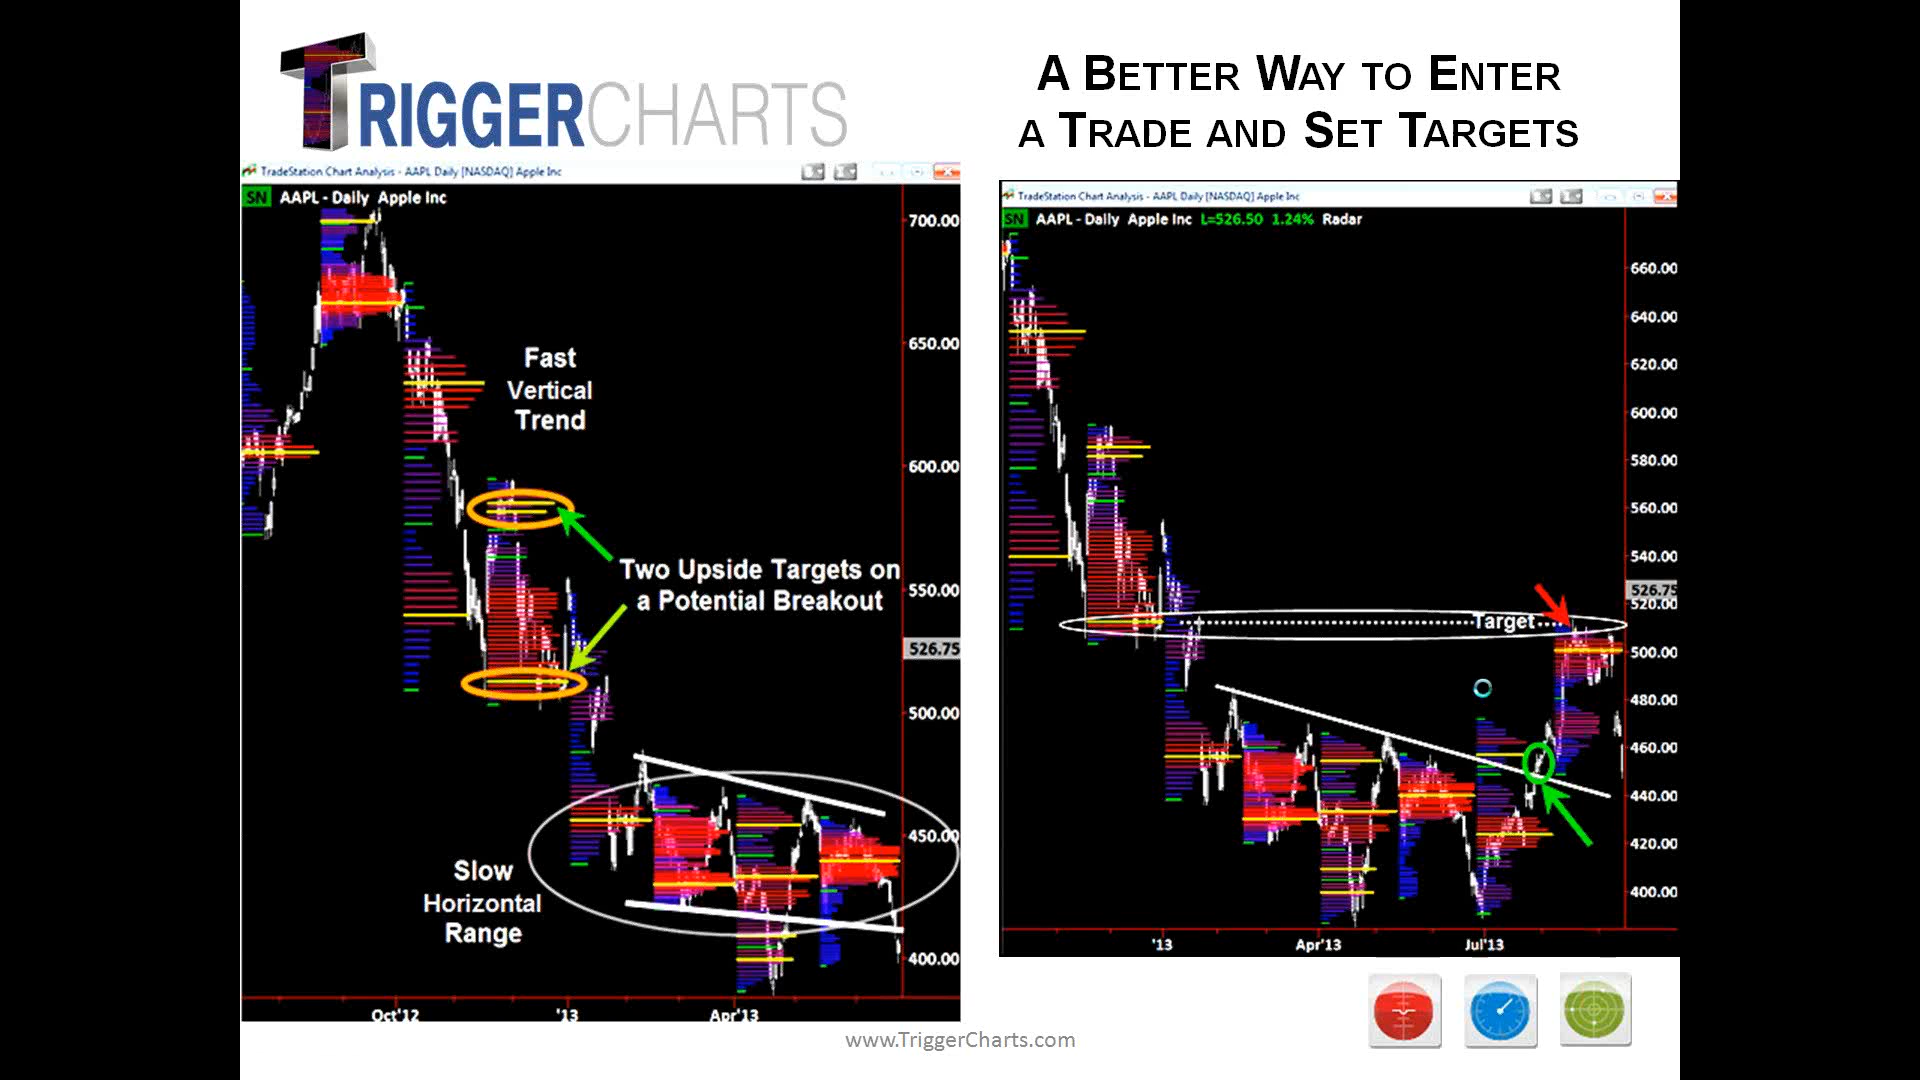 TRIGGERCHARTS
A BETTER WAY TO ENTER
A TRADE AND SET TARGETS
TradeStation Chart Analysis - AAPL Daily [NASDAQ] Apple Inc
SN AAPL - Daily Apple Inc
700.00
650.00
600.00
550.00
526.75
500.00
450.00
400.00
Fast
Vertical
Trend
Two Upside Targets on
a Potential Breakout
Slow
Horizontal
Range
Oct'12 '13 Apr'13
TradeStation Chart Analysis - AAPL Daily [NASDAQ] Apple Inc
SN AAPL - Daily Apple Inc L=526.50 1.24% Radar
660.00
640.00
620.00
600.00
580.00
560.00
540.00
526.75
520.00
500.00
480.00
460.00
440.00
420.00
400.00
Target
'13 Apr'13 Jul'13
www.TriggerCharts.com